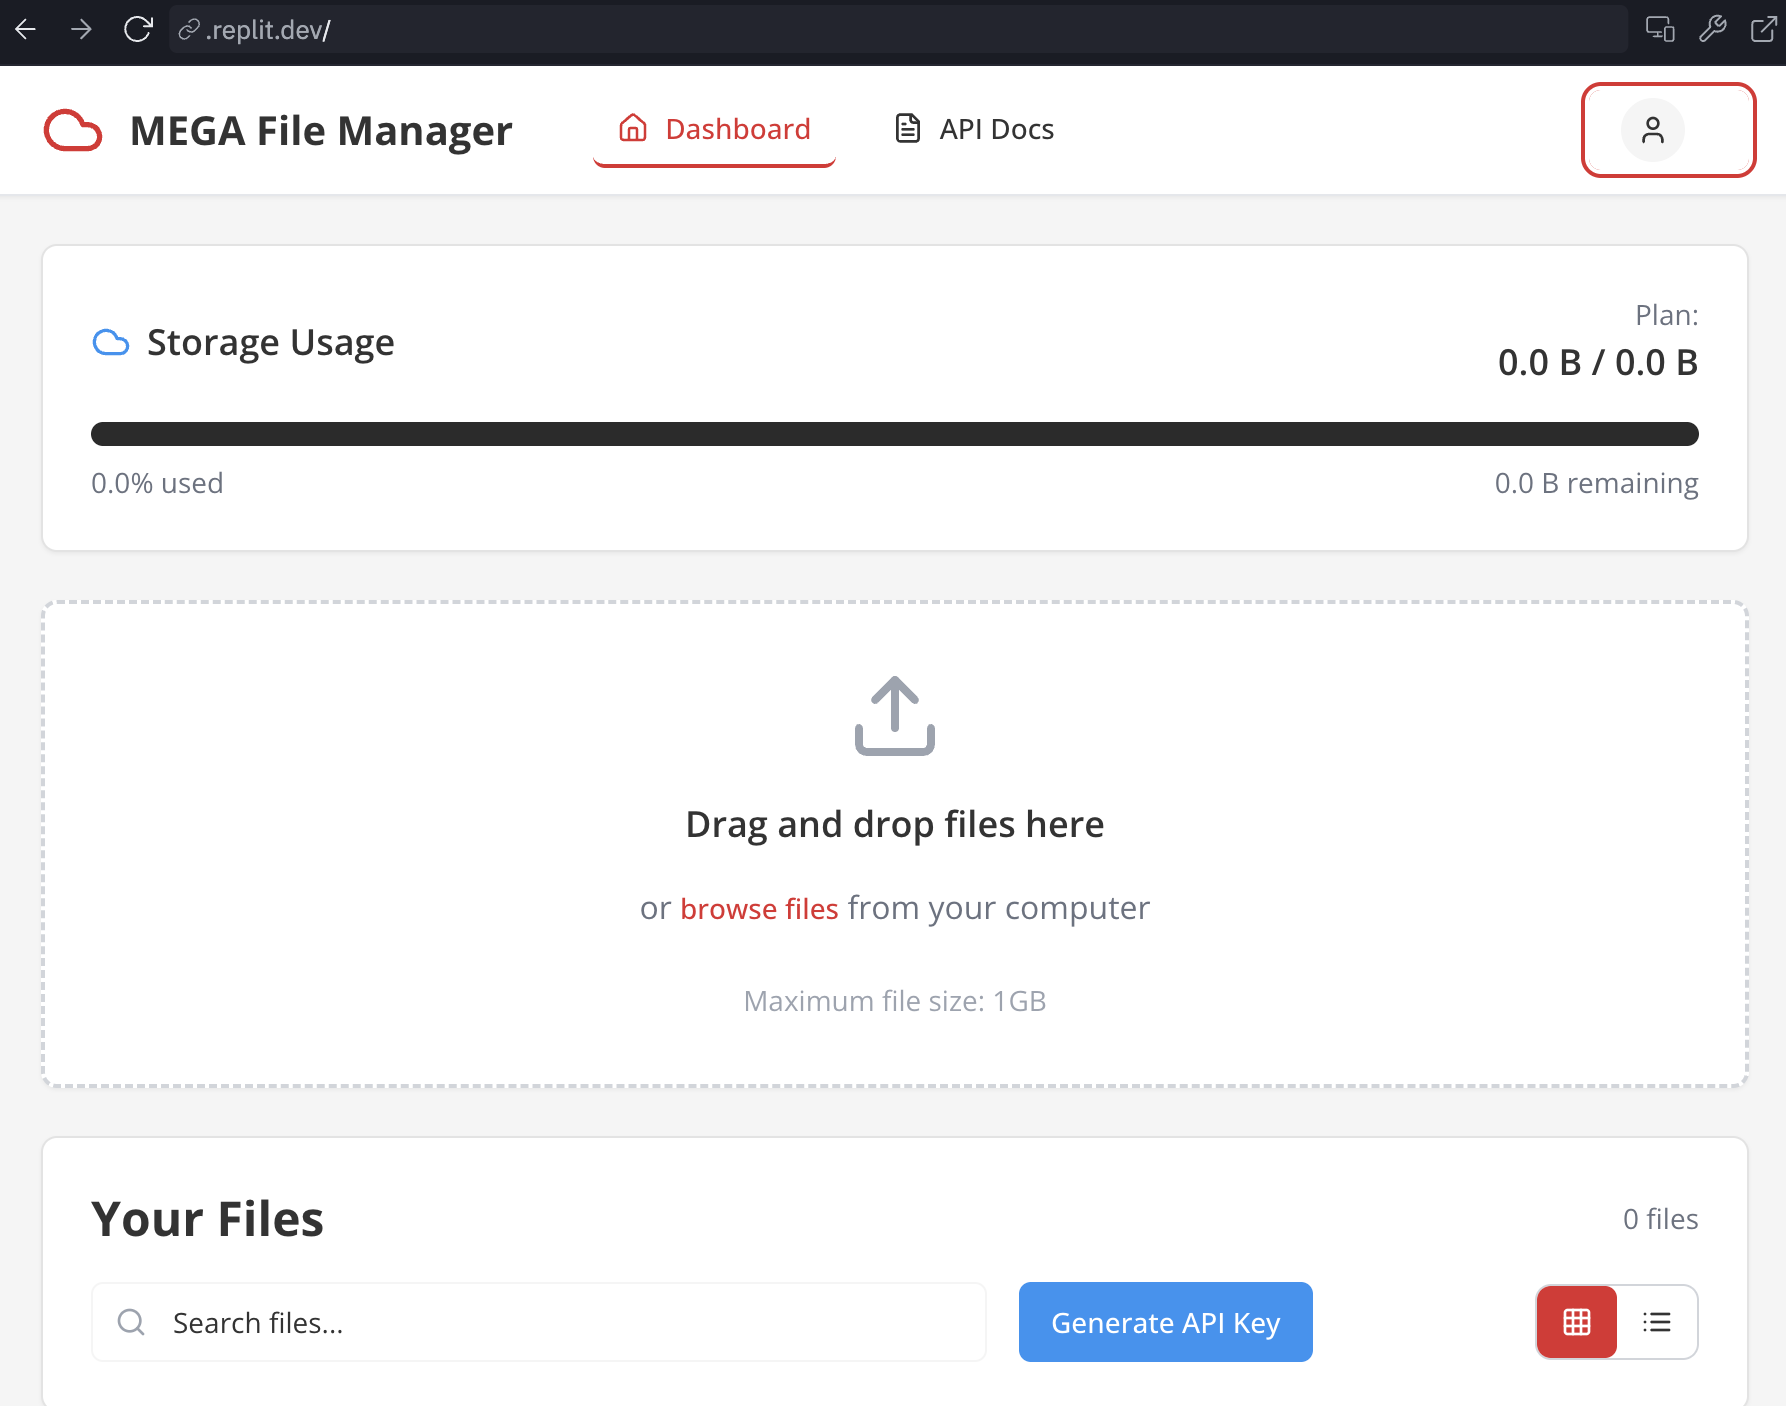 .replit.dev/
MEGA File Manager
Dashboard
API Docs
Storage Usage
Plan:
0.0 B / 0.0 B
0.0% used
0.0 B remaining
Drag and drop files here
or browse files from your computer
Maximum file size: 1GB
Your Files
0 files
Search files...
Generate API Key